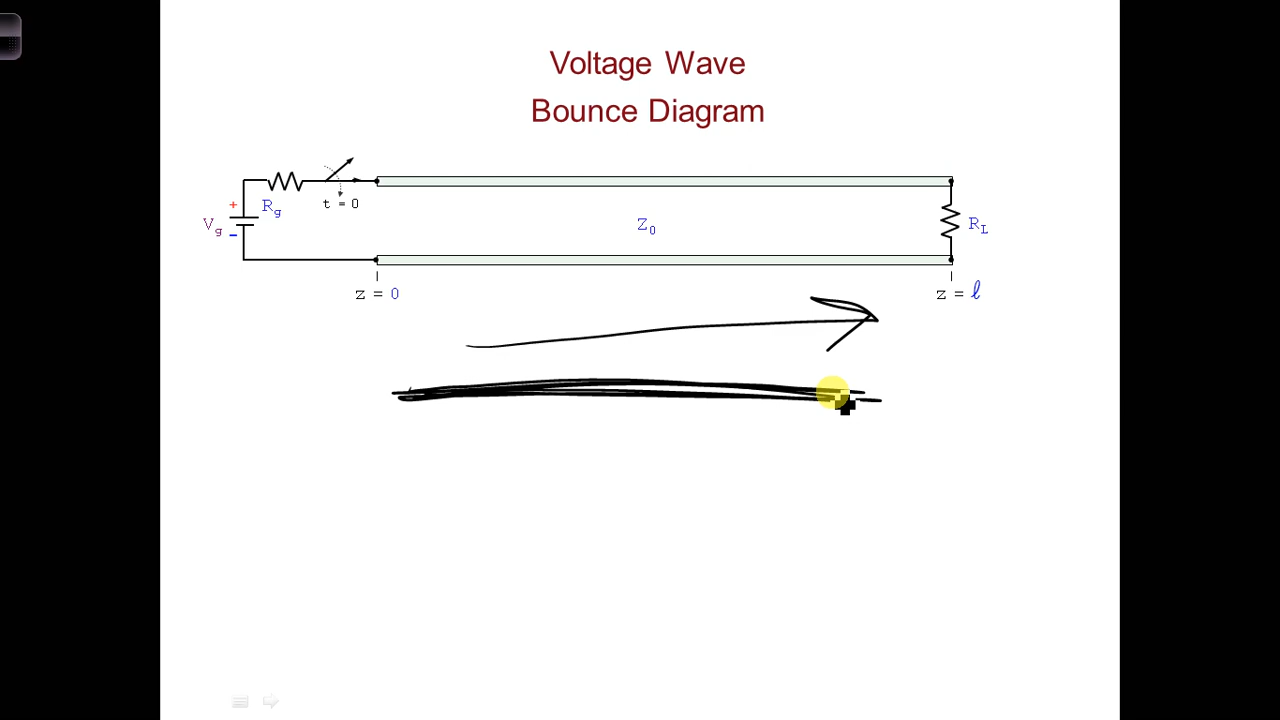 Voltage Wave
Bounce Diagram
+
Rg
t = 0
Vg
–
Z0
RL
z = 0
z = ℓ